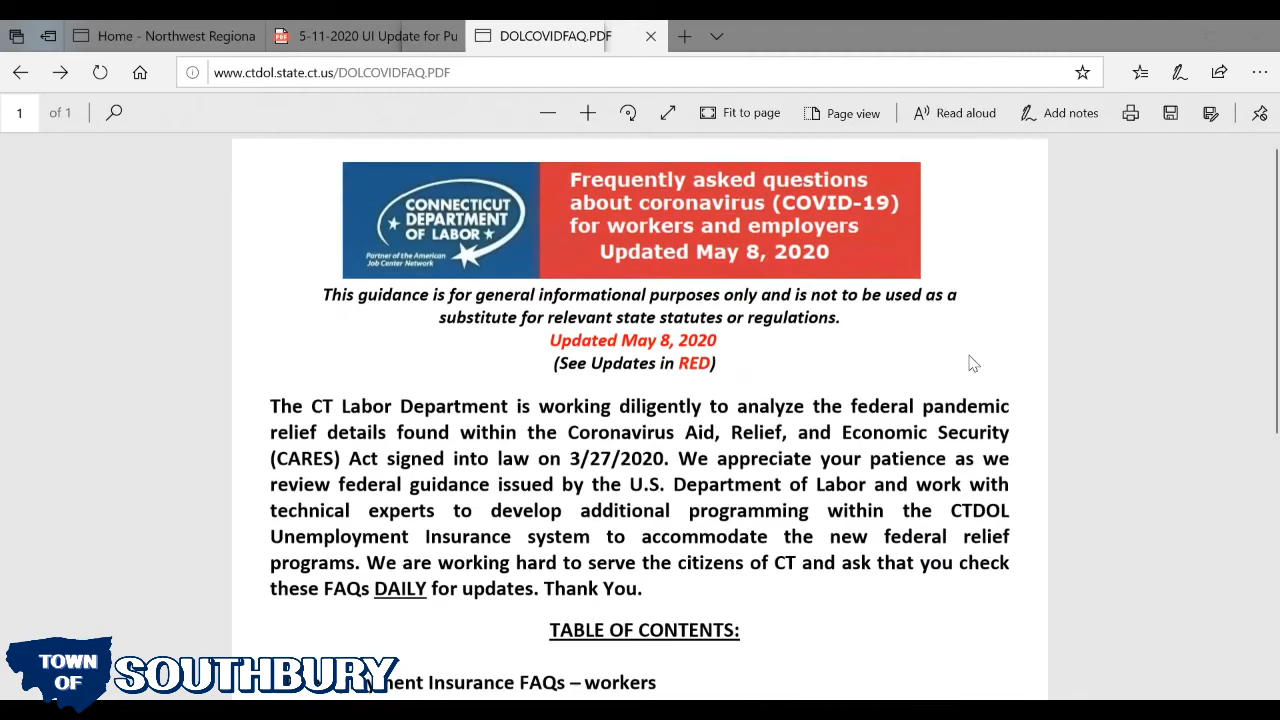 Home - Northwest Regiona
5-11-2020 UI Update for Pu
DOLCOVIDFAQ.PDF
www.ctdol.state.ct.us/DOLCOVIDFAQ.PDF
1 of 1
Fit to page
Page view
Read aloud
Add notes
CONNECTICUT
DEPARTMENT
OF LABOR
Partner of the American
Job Center Network
Frequently asked questions
about coronavirus (COVID-19)
for workers and employers
Updated May 8, 2020
This guidance is for general informational purposes only and is not to be used as a
substitute for relevant state statutes or regulations.
Updated May 8, 2020
(See Updates in RED)
The CT Labor Department is working diligently to analyze the federal pandemic
relief details found within the Coronavirus Aid, Relief, and Economic Security
(CARES) Act signed into law on 3/27/2020. We appreciate your patience as we
review federal guidance issued by the U.S. Department of Labor and work with
technical experts to develop additional programming within the CTDOL
Unemployment Insurance system to accommodate the new federal relief
programs. We are working hard to serve the citizens of CT and ask that you check
these FAQs DAILY for updates. Thank You.
TABLE OF CONTENTS:
Insurance FAQs – workers
TOWN
OF
SOUTHBURY